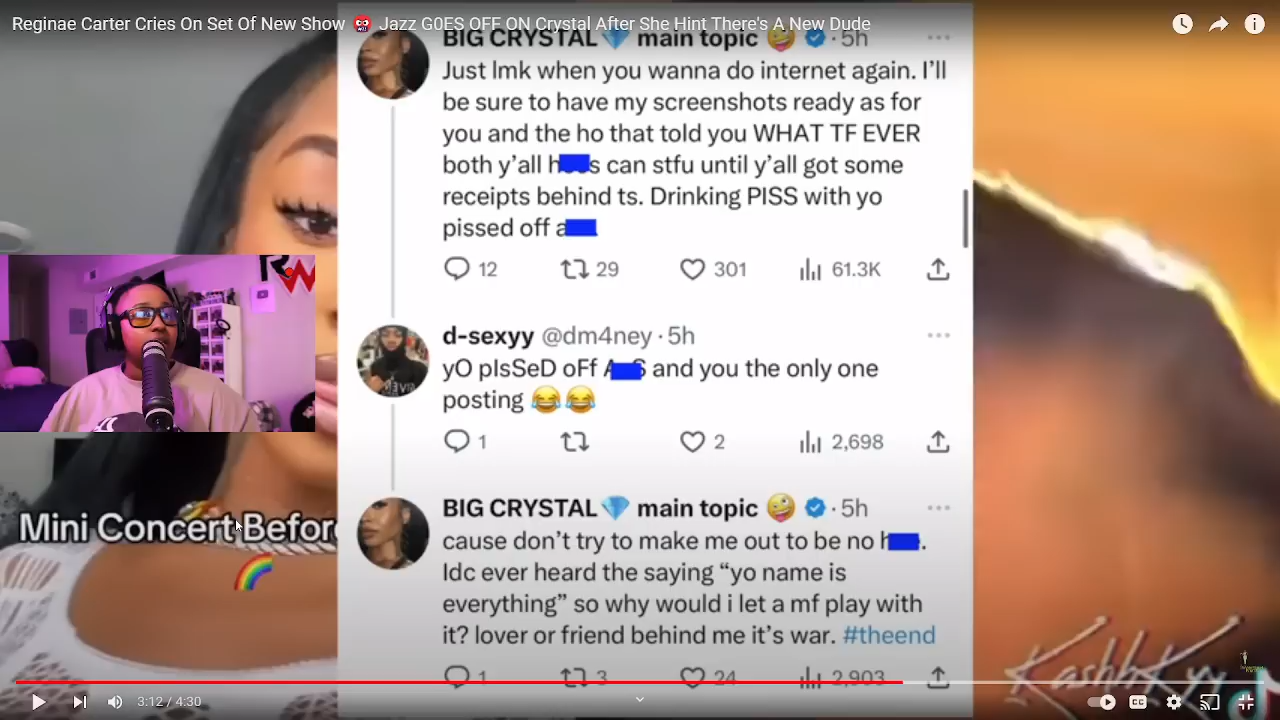 Reginae Carter Cries On Set Of New Show 👹 Jazz G0ES OFF ON Crystal After She Hint There's A New Dude
BIG CRYSTAL💎 main topic 🤪 · 5h
Just lmk when you wanna do internet again. I'll
be sure to have my screenshots ready as for
you and the ho that told you WHAT TF EVER
both y'all h s can stfu until y'all got some
receipts behind ts. Drinking PISS with yo
pissed off a
12 29 301 61.3K
d-sexyy @dm4ney · 5h
yO pIsSeD oFf A S and you the only one
posting 😂😂
1 2 2,698
BIG CRYSTAL💎 main topic 🤪 · 5h
cause don't try to make me out to be no h .
Idc ever heard the saying "yo name is
everything" so why would i let a mf play with
it? lover or friend behind me it's war. #theend
1 3 24 2,903
Mini Concert Before
🌈
KashhKyy
3:12 / 4:30
CC